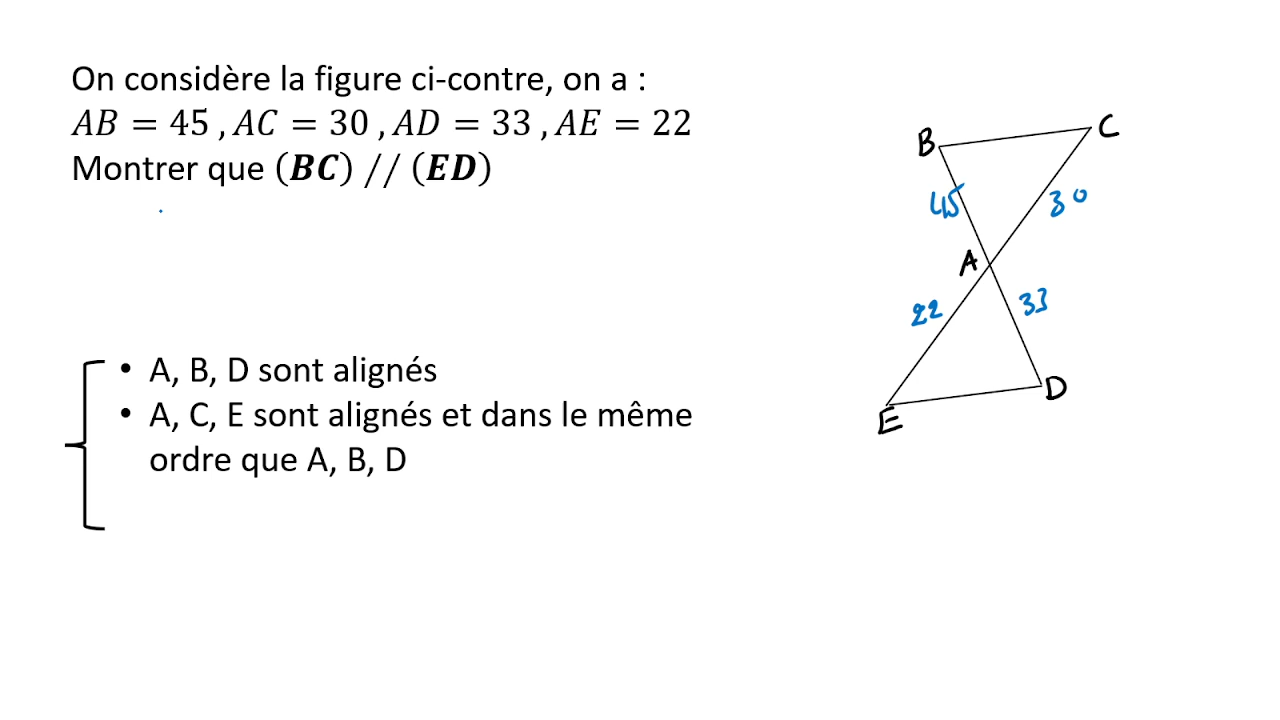 On considère la figure ci-contre, on a :
AB = 45 , AC = 30 , AD = 33 , AE = 22
Montrer que (BC) // (ED)
• A, B, D sont alignés
• A, C, E sont alignés et dans le même
ordre que A, B, D
B
C
45
30
A
22
33
E
D